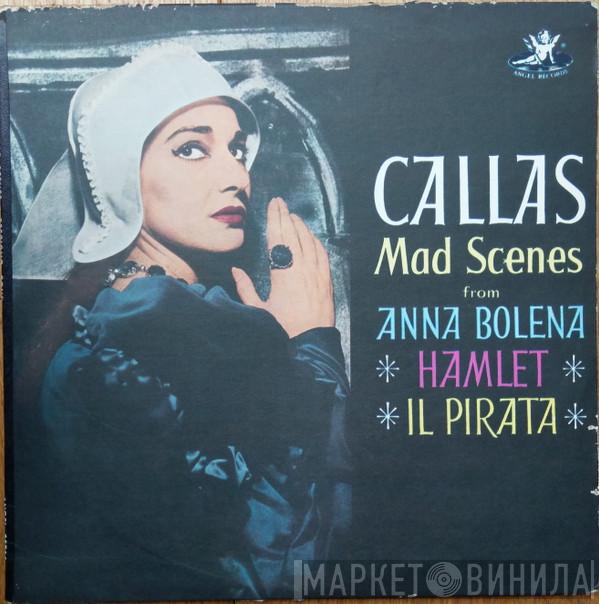 ANGEL RECORDS
CALLAS
Mad Scenes
from
ANNA BOLENA
* HAMLET *
* IL PIRATA *
МАРКЕТ ВИНИЛА